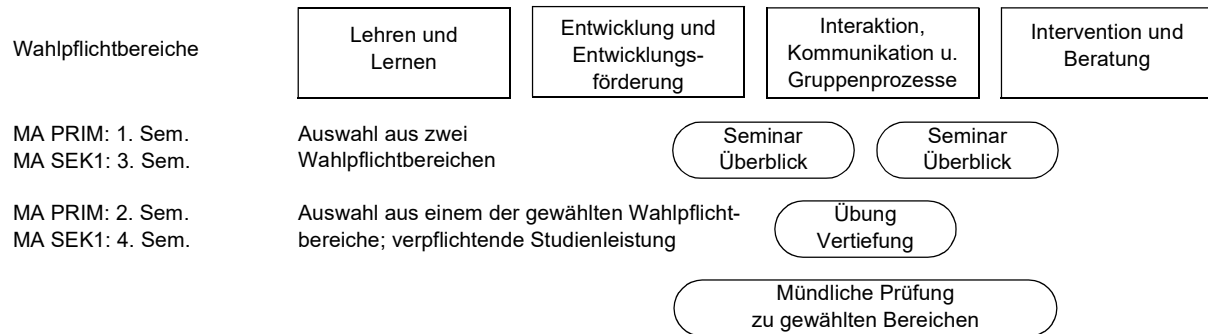 Wahlpflichtbereiche
Lehren und
Lernen
Entwicklung und
Entwicklungs-
förderung
Interaktion,
Kommunikation u.
Gruppenprozesse
Intervention und
Beratung
MA PRIM: 1. Sem.
MA SEK1: 3. Sem.
Auswahl aus zwei
Wahlpflichtbereichen
Seminar
Überblick
Seminar
Überblick
MA PRIM: 2. Sem.
MA SEK1: 4. Sem.
Auswahl aus einem der gewählten Wahlpflicht-
bereiche; verpflichtende Studienleistung
Übung
Vertiefung
Mündliche Prüfung
zu gewählten Bereichen